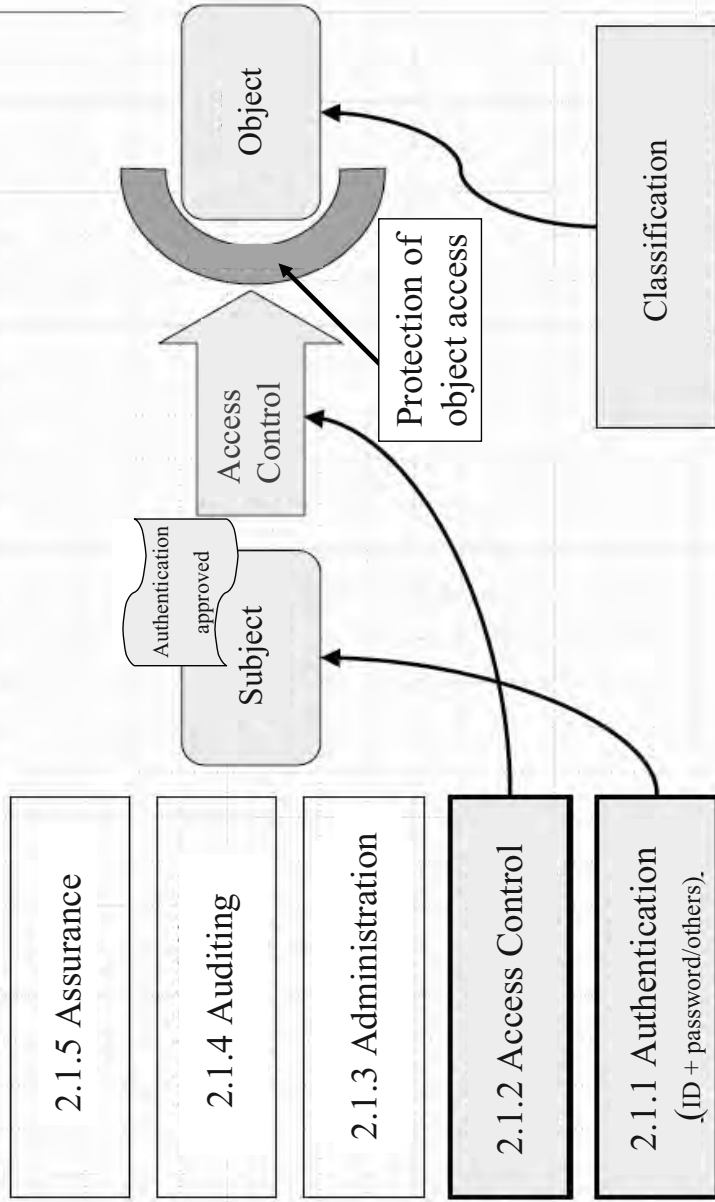 2.1.5 Assurance
2.1.4 Auditing
2.1.3 Administration
2.1.2 Access Control
2.1.1 Authentication
(ID + password/others)
Authentication
approved
Subject
Access
Control
Object
Protection of
object access
Classification